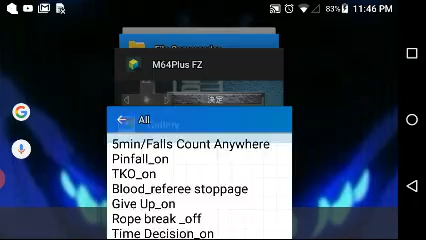 83% 11:46 PM
M64Plus FZ
決定
All
5min/Falls Count Anywhere
Pinfall_on
TKO_on
Blood_referee stoppage
Give Up_on
Rope break _off
Time Decision_on